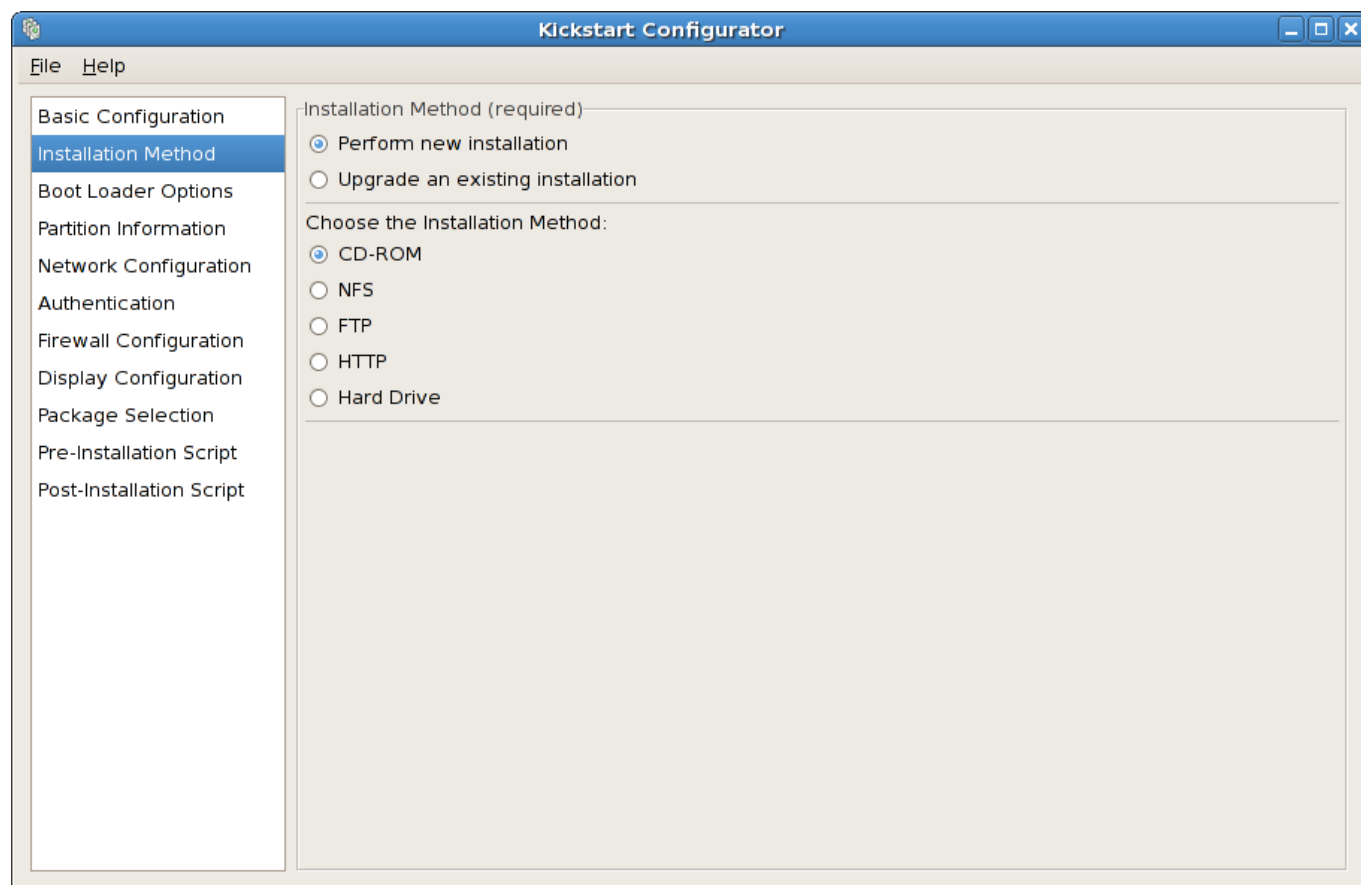 Kickstart Configurator
File Help
Basic Configuration
Installation Method
Boot Loader Options
Partition Information
Network Configuration
Authentication
Firewall Configuration
Display Configuration
Package Selection
Pre-Installation Script
Post-Installation Script
Installation Method (required)
Perform new installation
Upgrade an existing installation
Choose the Installation Method:
CD-ROM
NFS
FTP
HTTP
Hard Drive